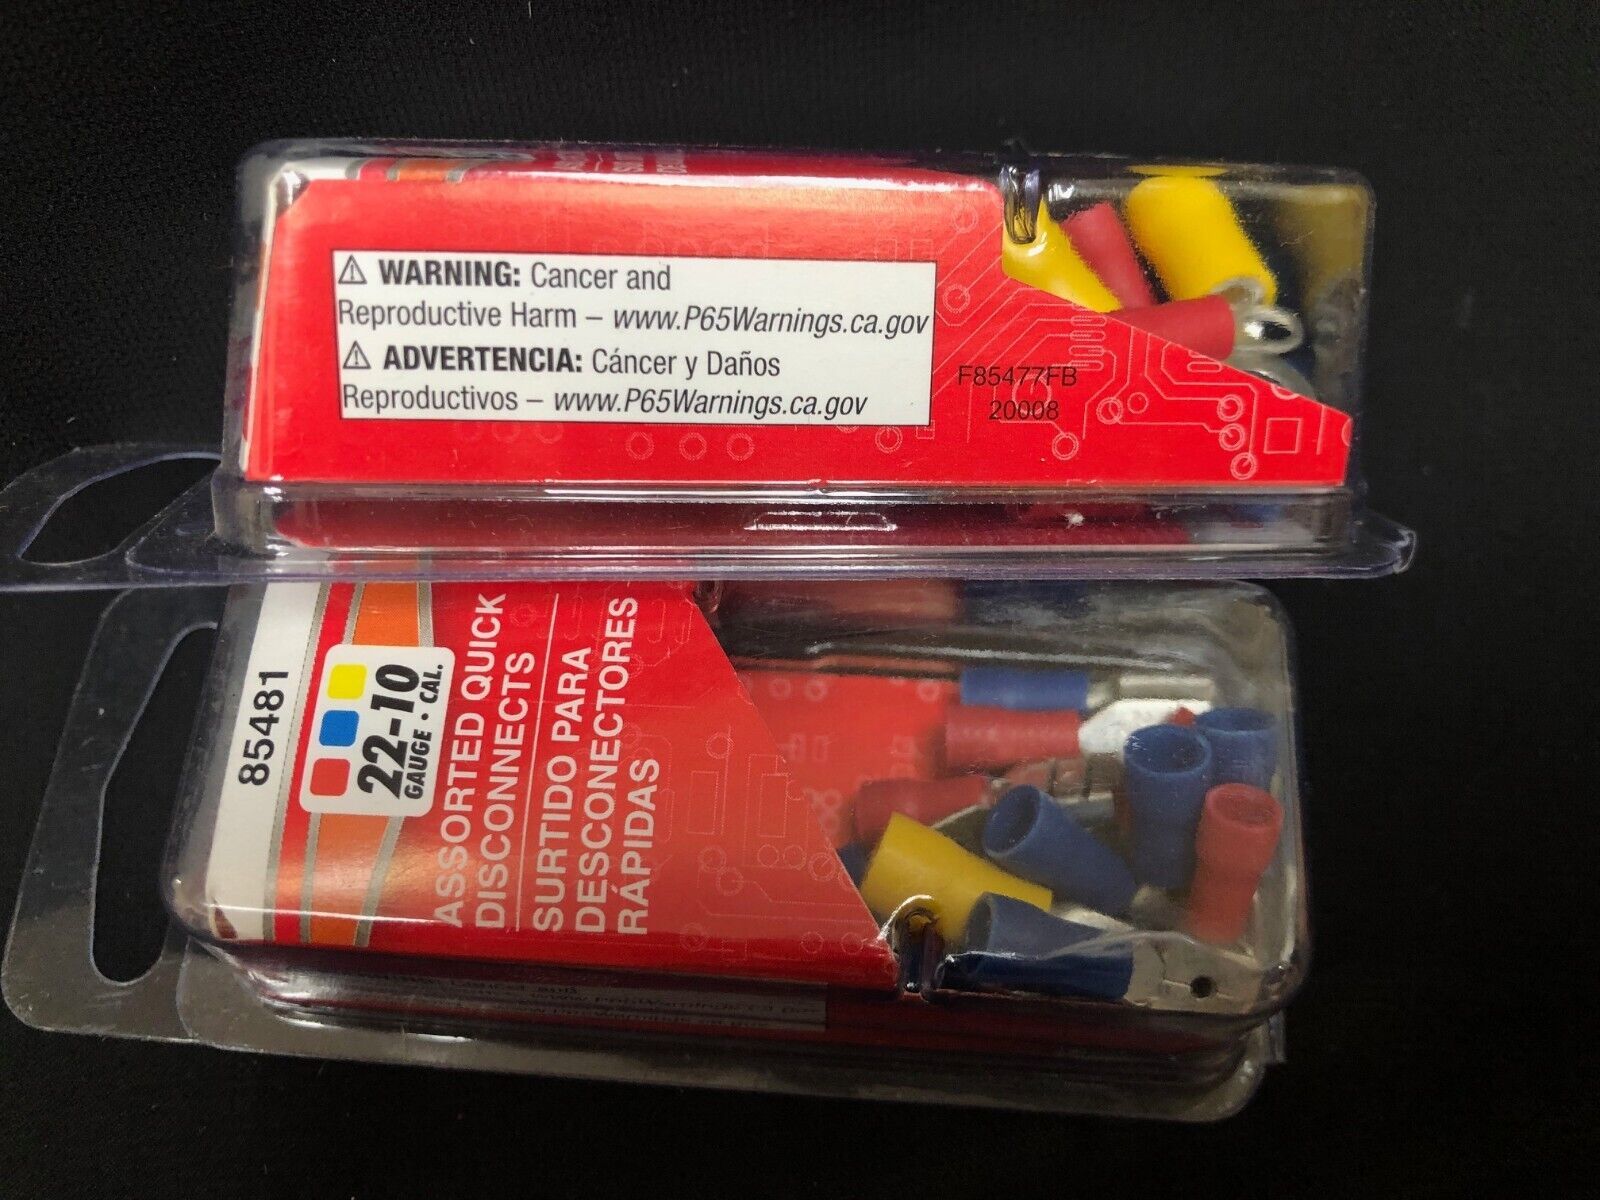 ⚠ WARNING: Cancer and
Reproductive Harm – www.P65Warnings.ca.gov
⚠ ADVERTENCIA: Cáncer y Daños
Reproductivos – www.P65Warnings.ca.gov
F85477FB
20008
85481
22-10
GAUGE • CAL.
ASSORTED QUICK
DISCONNECTS
SURTIDO PARA
DESCONECTORES
RÁPIDAS